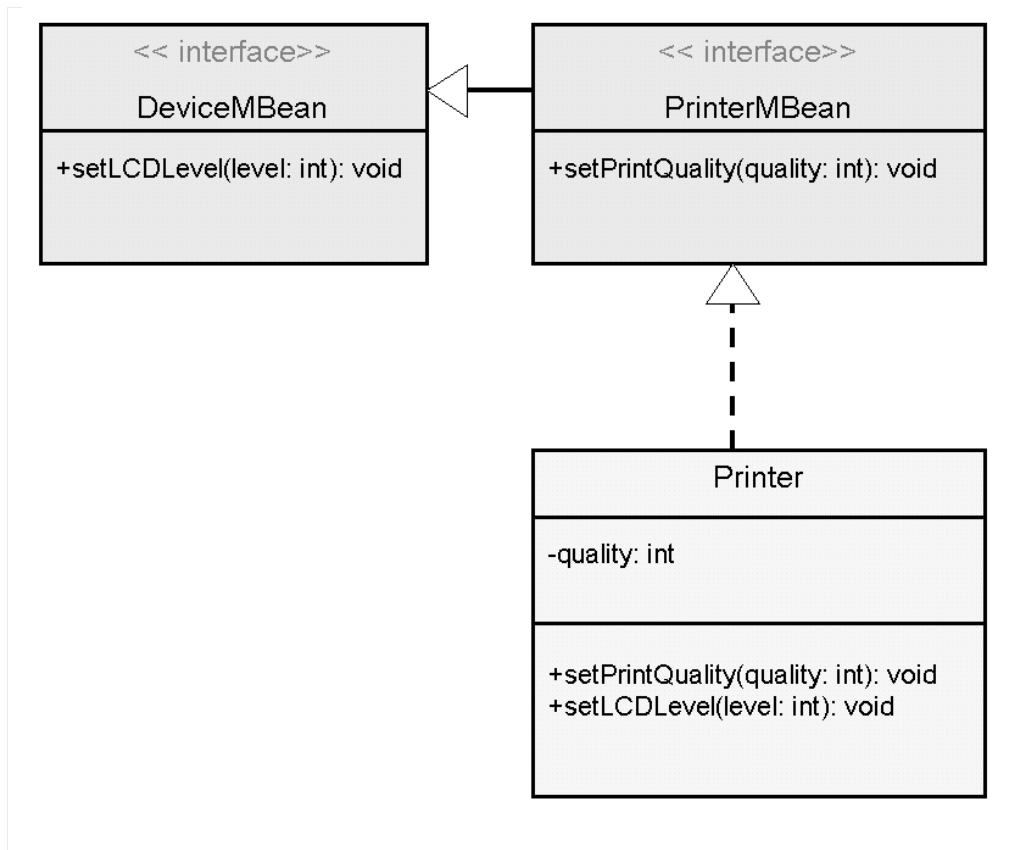 << interface>>
DeviceMBean
+setLCDLevel(level: int): void
<< interface>>
PrinterMBean
+setPrintQuality(quality: int): void
Printer
-quality: int
+setPrintQuality(quality: int): void
+setLCDLevel(level: int): void